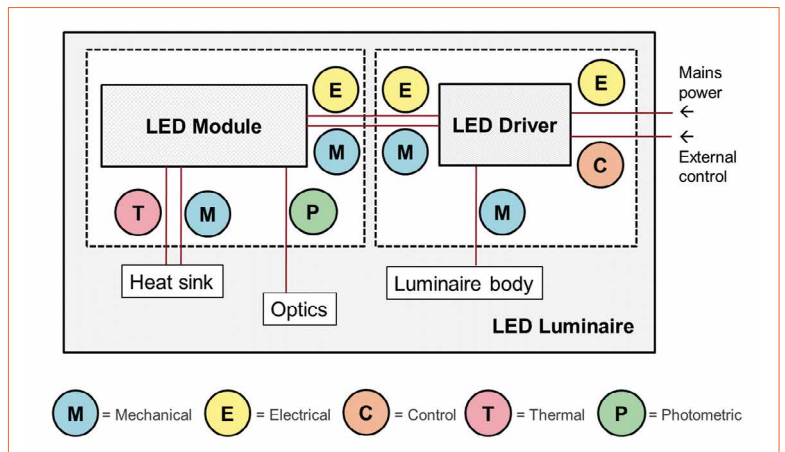 E
E
E
Mains
power
LED Module
LED Driver
M
M
C
External
control
T
M
P
M
Heat sink
Optics
Luminaire body
LED Luminaire
M = Mechanical
E = Electrical
C = Control
T = Thermal
P = Photometric